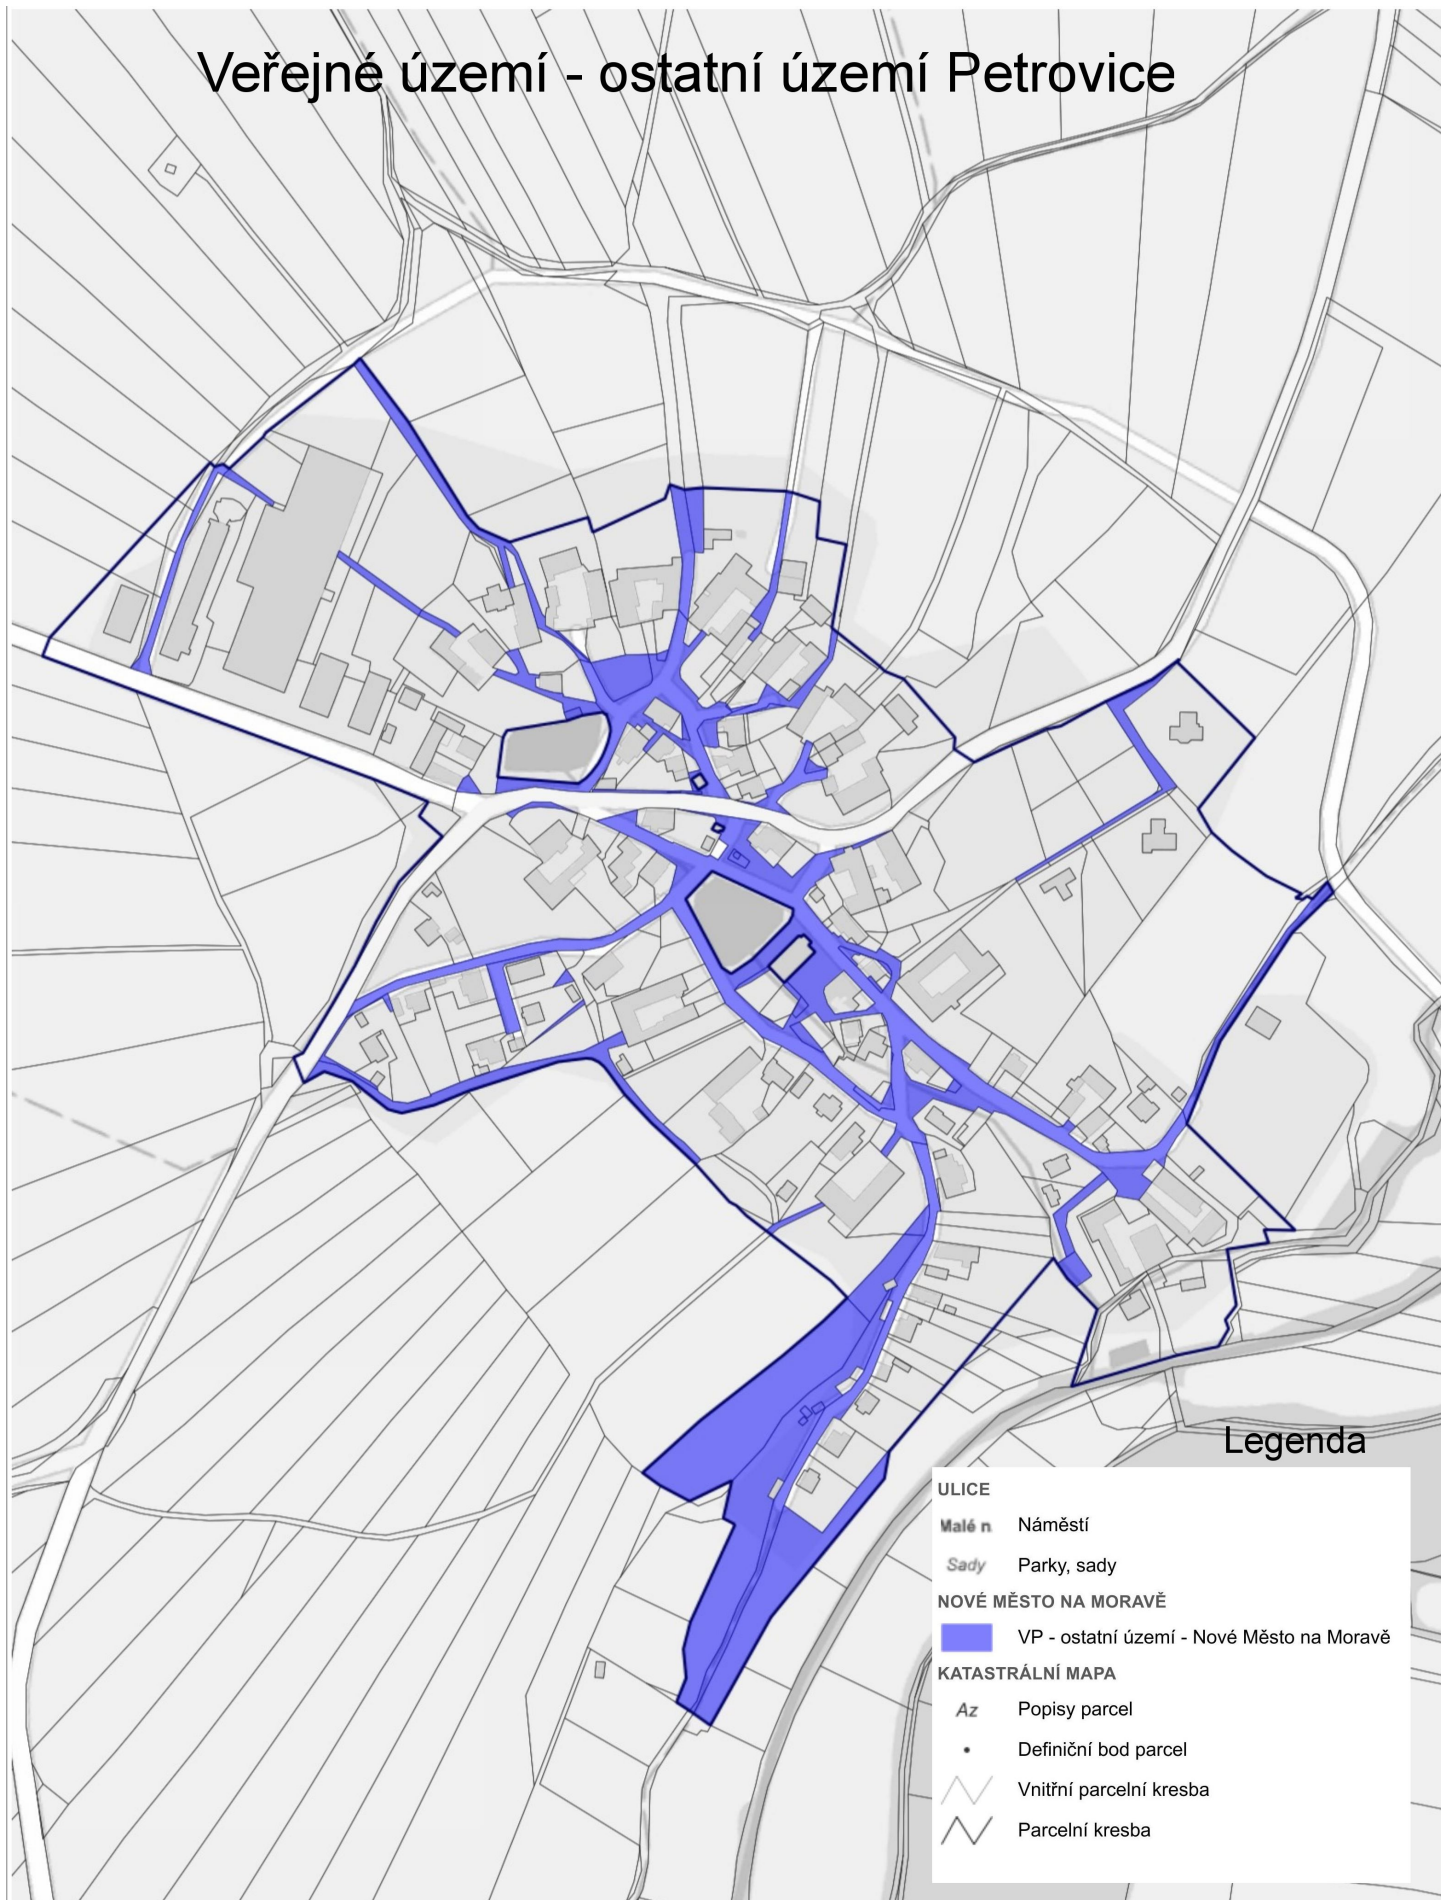 Veřejné území - ostatní území Petrovice
Legenda
ULICE
Malé n Náměstí
Sady Parky, sady
NOVÉ MĚSTO NA MORAVĚ
VP - ostatní území - Nové Město na Moravě
KATASTRÁLNÍ MAPA
Az Popisy parcel
Definiční bod parcel
Vnitřní parcelní kresba
Parcelní kresba